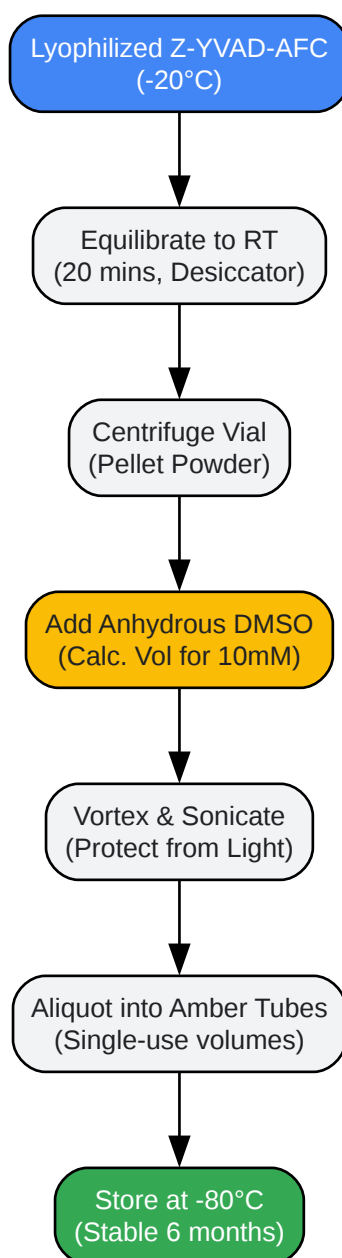 Lyophilized Z-YVAD-AFC
(-20°C)
Equilibrate to RT
(20 mins, Desiccator)
Centrifuge Vial
(Pellet Powder)
Add Anhydrous DMSO
(Calc. Vol for 10mM)
Vortex & Sonicate
(Protect from Light)
Aliquot into Amber Tubes
(Single-use volumes)
Store at -80°C
(Stable 6 months)